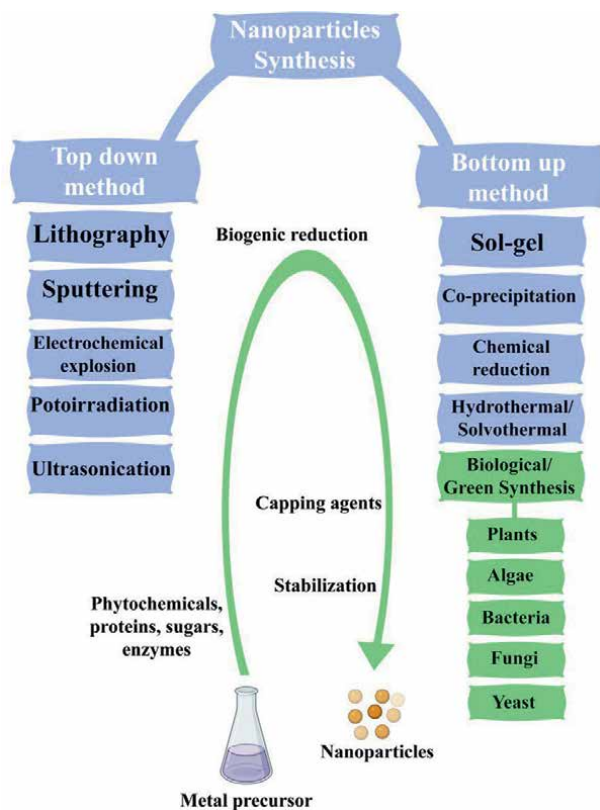 Nanoparticles
Synthesis
Top down
method
Lithography
Sputtering
Electrochemical
explosion
Potoirradiation
Ultrasonication
Biogenic reduction
Capping agents
Stabilization
Phytochemicals,
proteins, sugars,
enzymes
Metal precursor
Nanoparticles
Bottom up
method
Sol-gel
Co-precipitation
Chemical
reduction
Hydrothermal/
Solvothermal
Biological/
Green Synthesis
Plants
Algae
Bacteria
Fungi
Yeast